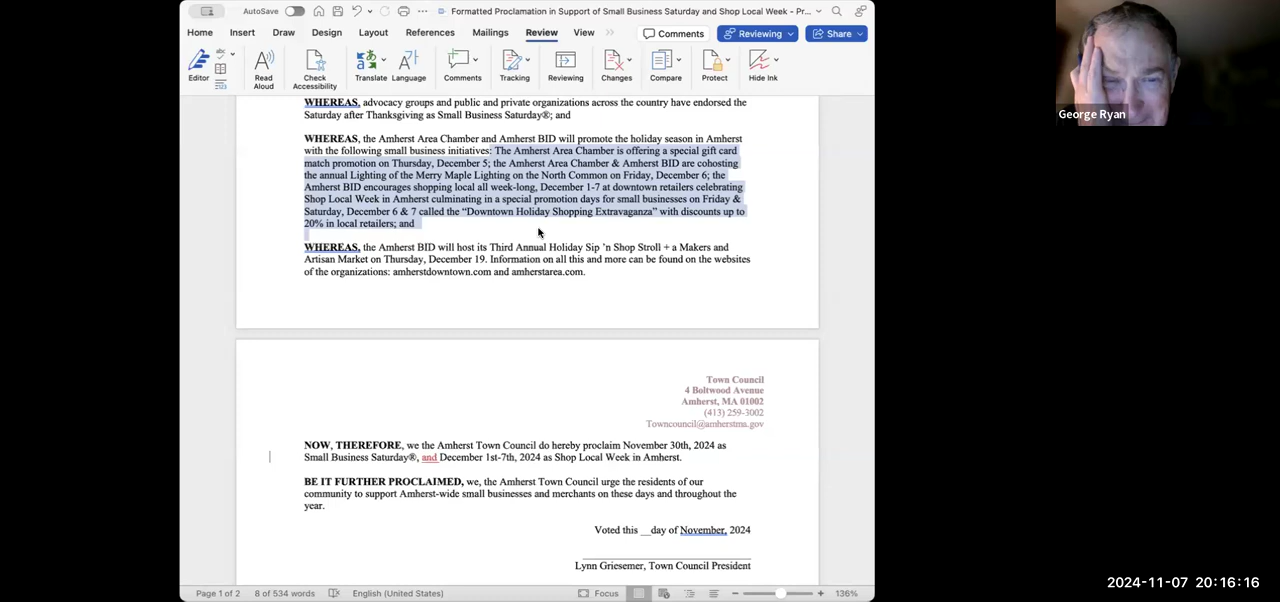 AutoSave
Formatted Proclamation in Support of Small Business Saturday and Shop Local Week - Pr...
Home Insert Draw Design Layout References Mailings Review View Comments Reviewing Share
Editor Read Aloud Check Accessibility Translate Language Comments Tracking Reviewing Changes Compare Protect Hide Ink
WHEREAS, advocacy groups and public and private organizations across the country have endorsed the
Saturday after Thanksgiving as Small Business Saturday®; and
WHEREAS, the Amherst Area Chamber and Amherst BID will promote the holiday season in Amherst
with the following small business initiatives: The Amherst Area Chamber is offering a special gift card
match promotion on Thursday, December 5; the Amherst Area Chamber & Amherst BID are cohosting
the annual Lighting of the Merry Maple Lighting on the North Common on Friday, December 6; the
Amherst BID encourages shopping local all week-long, December 1-7 at downtown retailers celebrating
Shop Local Week in Amherst culminating in a special promotion days for small businesses on Friday &
Saturday, December 6 & 7 called the “Downtown Holiday Shopping Extravaganza” with discounts up to
20% in local retailers; and
WHEREAS, the Amherst BID will host its Third Annual Holiday Sip ’n Shop Stroll + a Makers and
Artisan Market on Thursday, December 19. Information on all this and more can be found on the websites
of the organizations: amherstdowntown.com and amherstarea.com.
Town Council
4 Boltwood Avenue
Amherst, MA 01002
(413) 259-3002
Towncouncil@amherstms.gov
NOW, THEREFORE, we the Amherst Town Council do hereby proclaim November 30th, 2024 as
Small Business Saturday®, and December 1st-7th, 2024 as Shop Local Week in Amherst.
BE IT FURTHER PROCLAIMED, we, the Amherst Town Council urge the residents of our
community to support Amherst-wide small businesses and merchants on these days and throughout the
year.
Voted this __day of November, 2024
Lynn Griesemer, Town Council President
Page 1 of 2 8 of 534 words English (United States) Focus 136%
George Ryan
2024-11-07 20:16:16